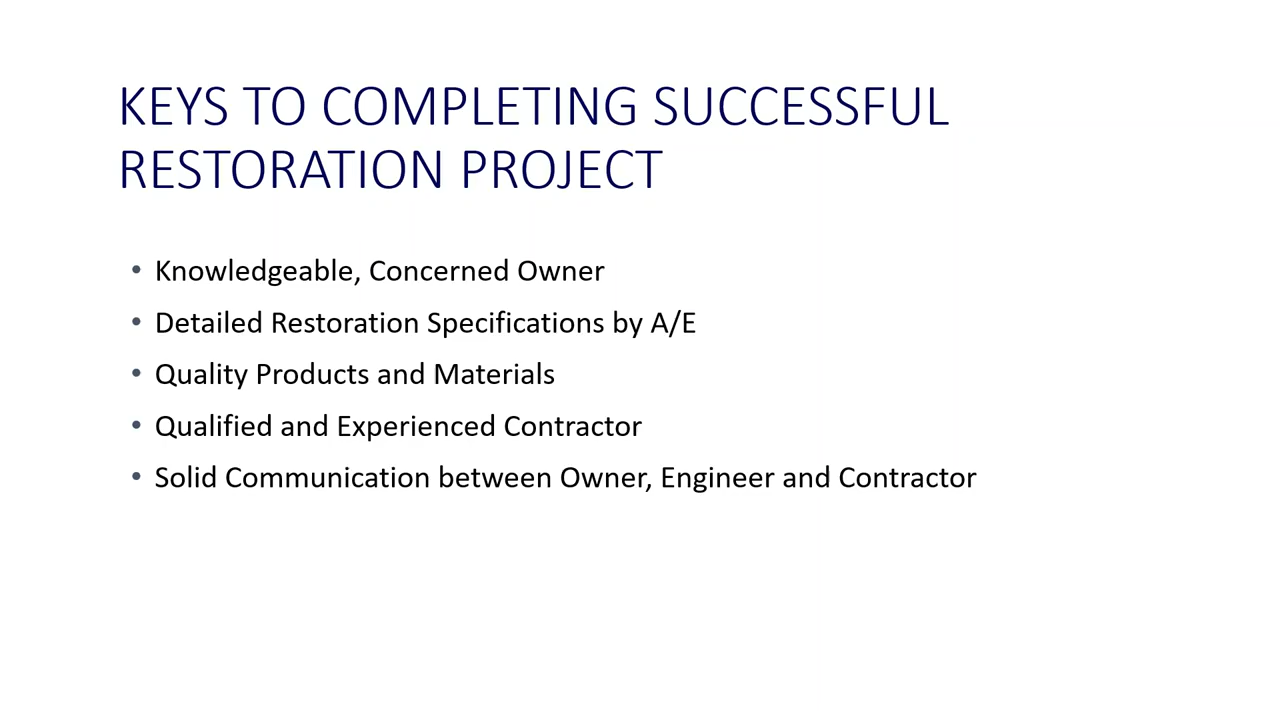 KEYS TO COMPLETING SUCCESSFUL
RESTORATION PROJECT
• Knowledgeable, Concerned Owner
• Detailed Restoration Specifications by A/E
• Quality Products and Materials
• Qualified and Experienced Contractor
• Solid Communication between Owner, Engineer and Contractor